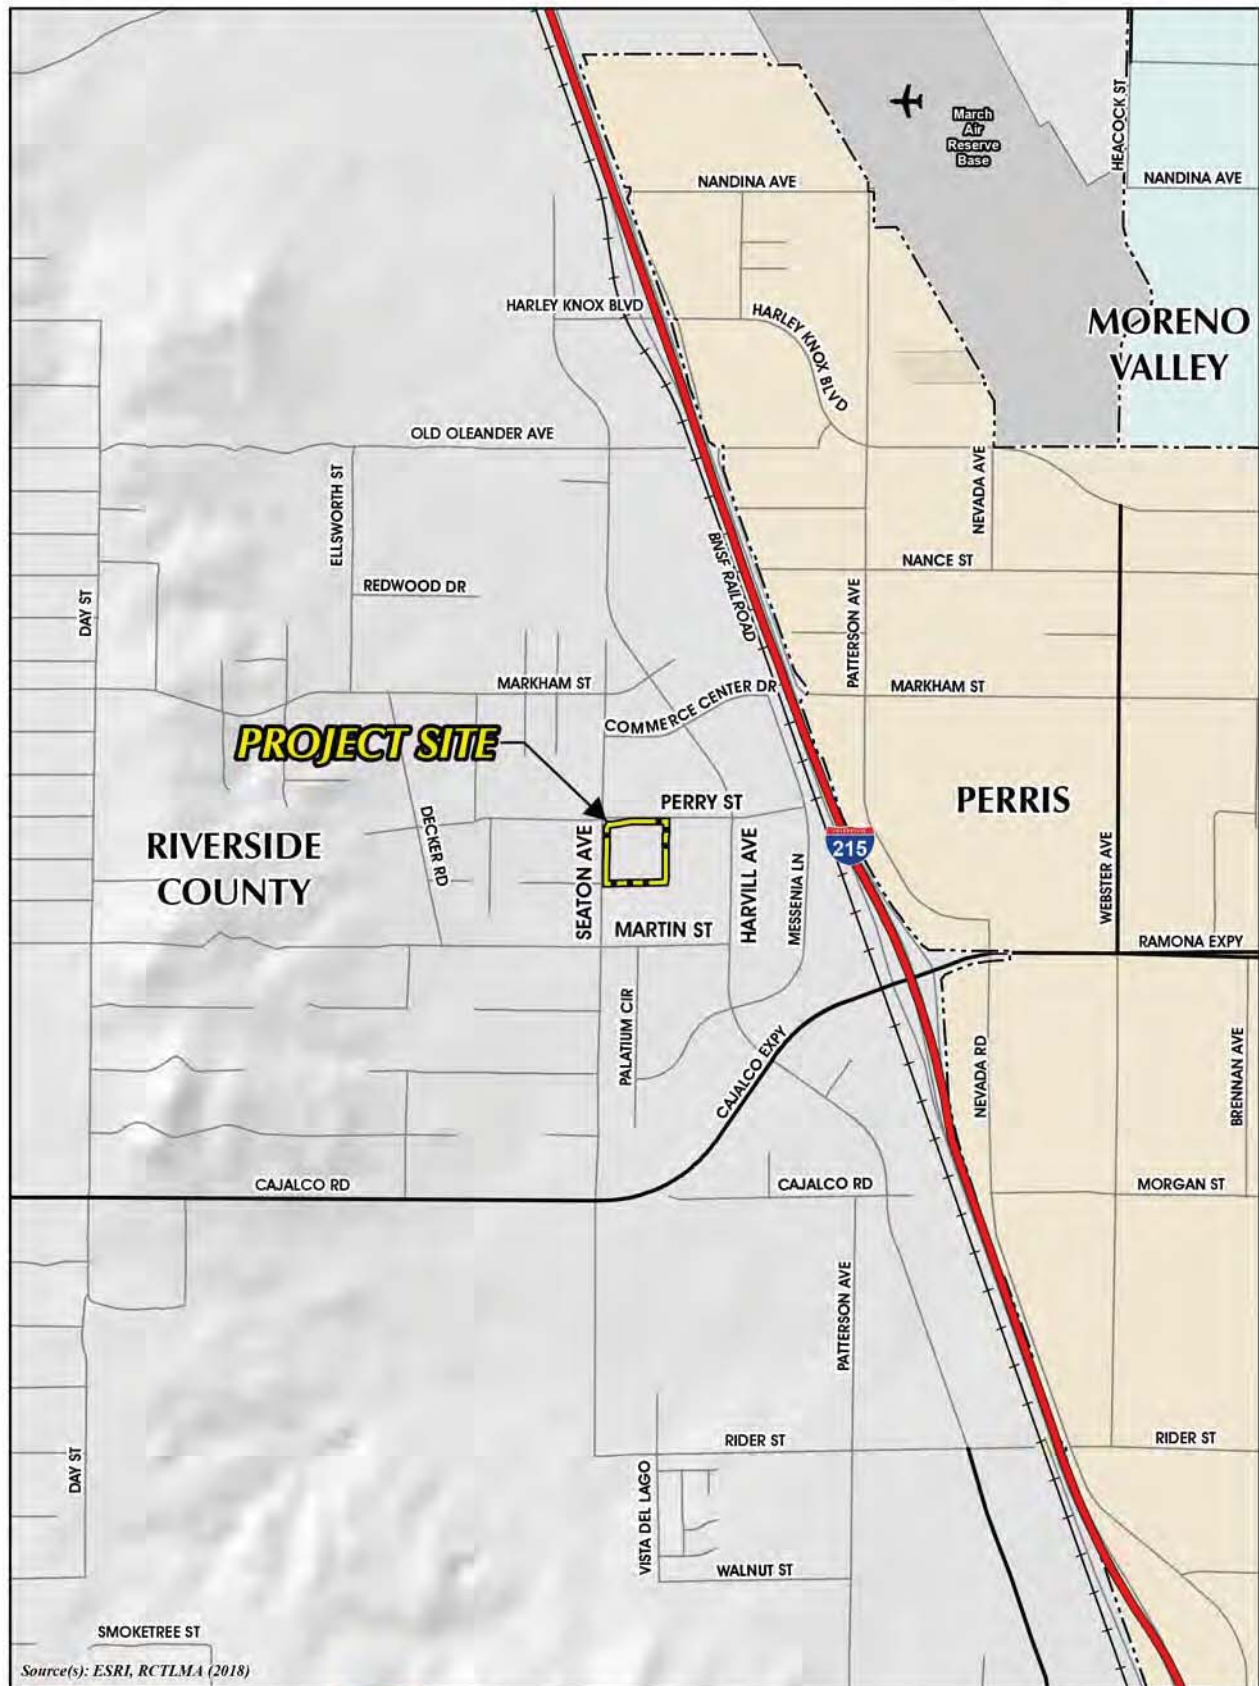 March
Air
Reserve
Base
HEACOCK ST
NANDINA AVE
NANDINA AVE
HARLEY KNOX BLVD
HARLEY KNOX BLVD
MORENO
VALLEY
OLD OLEANDER AVE
ELLSWORTH ST
NEVADA AVE
BNSF RAILROAD
NANCE ST
REDWOOD DR
DAY ST
PATTERSON AVE
MARKHAM ST
MARKHAM ST
COMMERCE CENTER DR
PROJECT SITE
PERRY ST
PERRIS
DECKER RD
RIVERSIDE
COUNTY
SEATON AVE
HARVILL AVE
MESSENIA LN
INTERSTATE
215
WEBSTER AVE
MARTIN ST
RAMONA EXPY
PALATIUM CIR
CAJALCO EXPY
NEVADA RD
BRENNAN AVE
CAJALCO RD
CAJALCO RD
MORGAN ST
PATTERSON AVE
DAY ST
RIDER ST
RIDER ST
VISTA DEL LAGO
WALNUT ST
SMOKETREE ST
Source(s): ESRI, RCTLMA (2018)